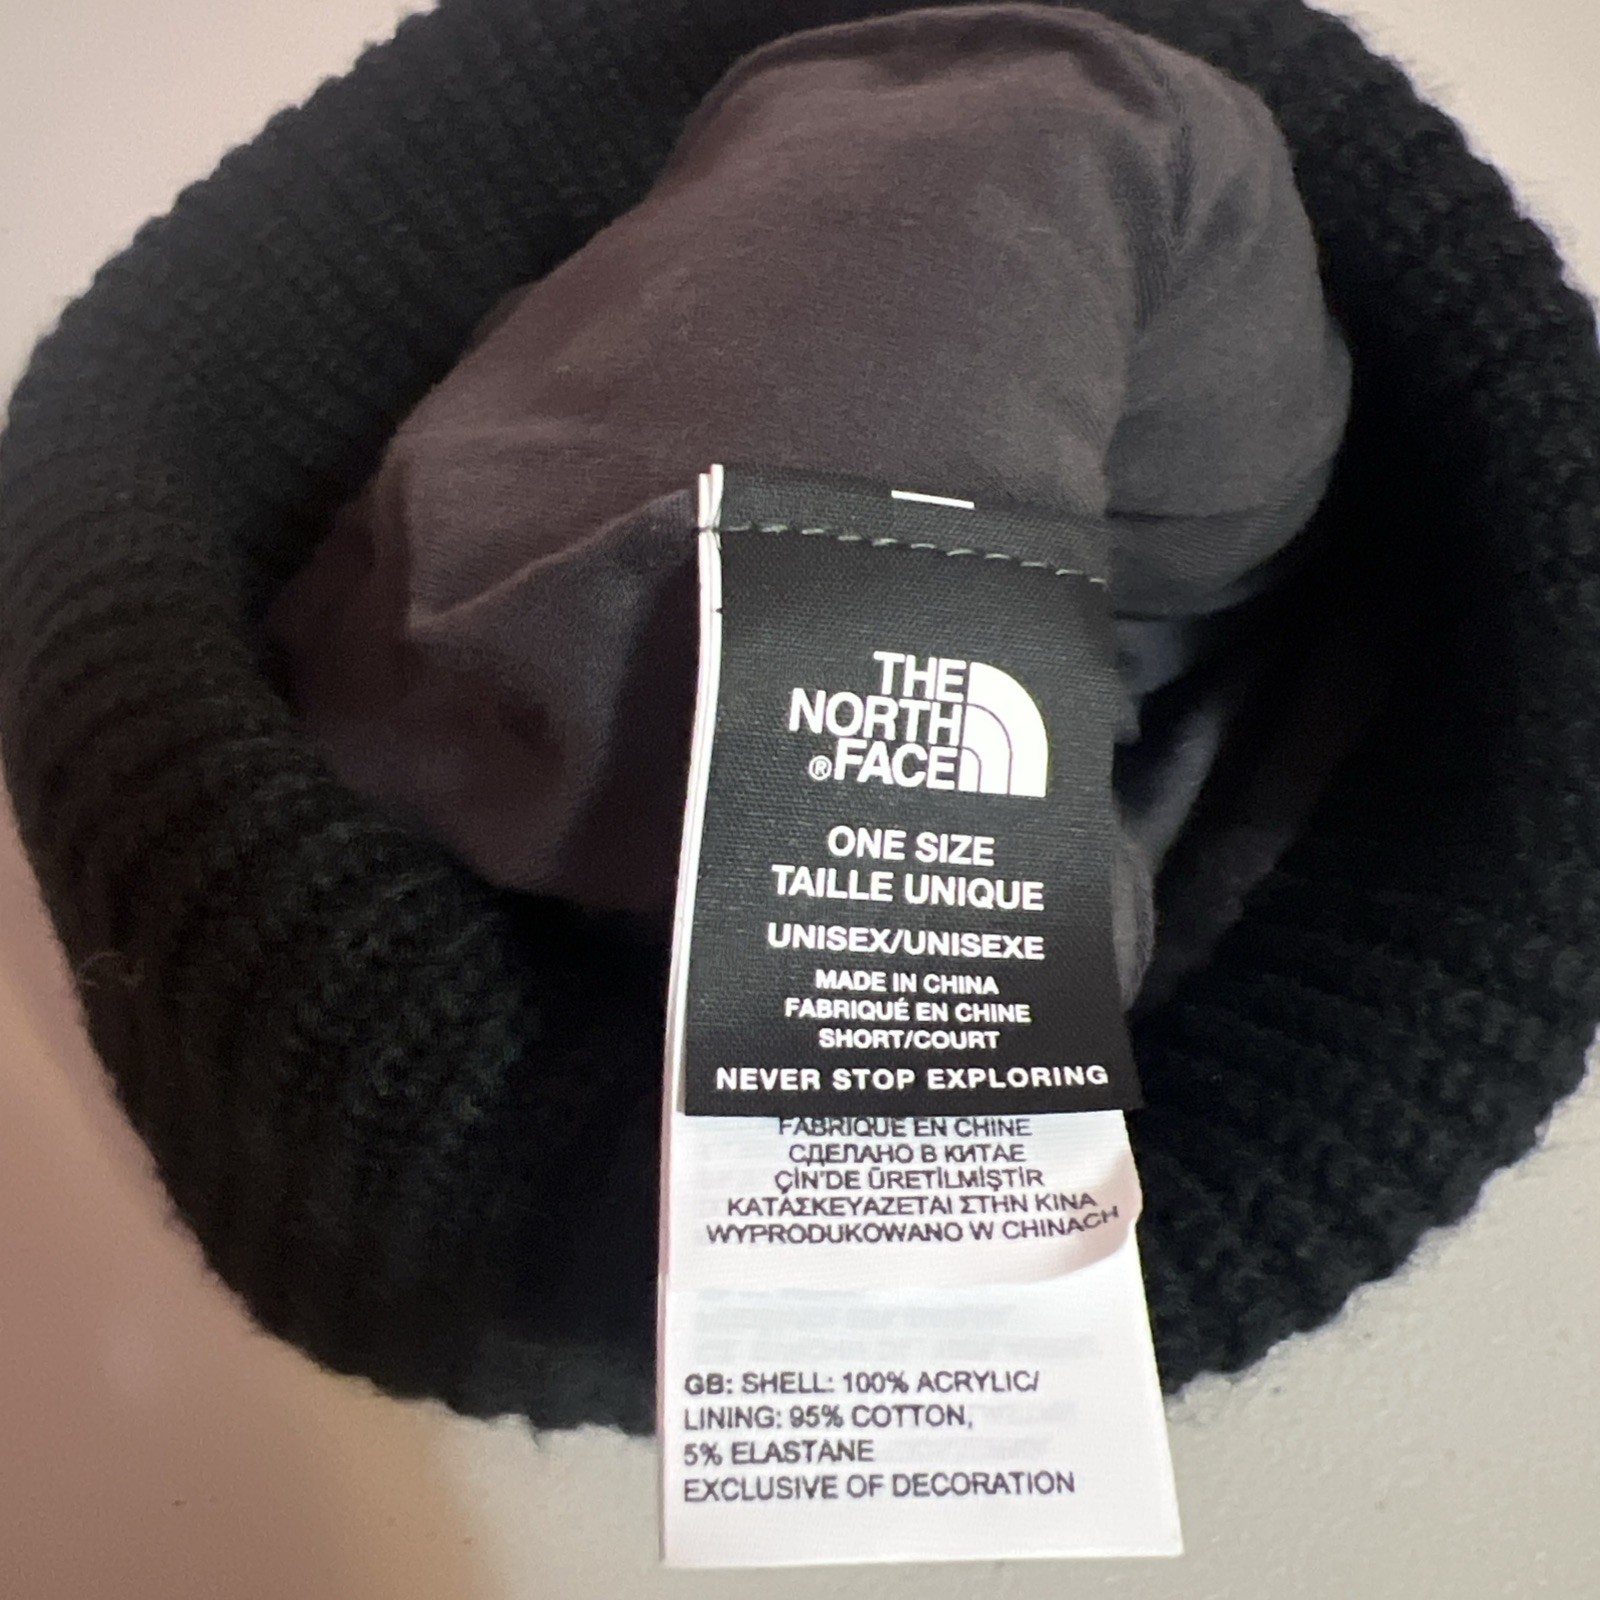 THE
NORTH
®FACE
ONE SIZE
TAILLE UNIQUE
UNISEX/UNISEXE
MADE IN CHINA
FABRIQUÉ EN CHINE
SHORT/COURT
NEVER STOP EXPLORING
FABRIQUÉ EN CHINE
СДЕЛАНО В КИТАЕ
ÇİN'DE ÜRETİLMİŞTİR
ΚΑΤΑΣΚΕΥΑΖΕΤΑΙ ΣΤΗΝ ΚΙΝΑ
WYPRODUKOWANO W CHINACH
GB: SHELL: 100% ACRYLIC/
LINING: 95% COTTON,
5% ELASTANE
EXCLUSIVE OF DECORATION